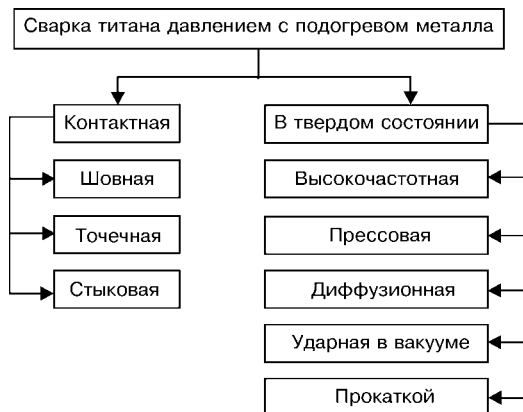 Сварка титана давлением с подогревом металла
Контактная
Шовная
Точечная
Стыковая
В твердом состоянии
Высокочастотная
Прессовая
Диффузионная
Ударная в вакууме
Прокаткой